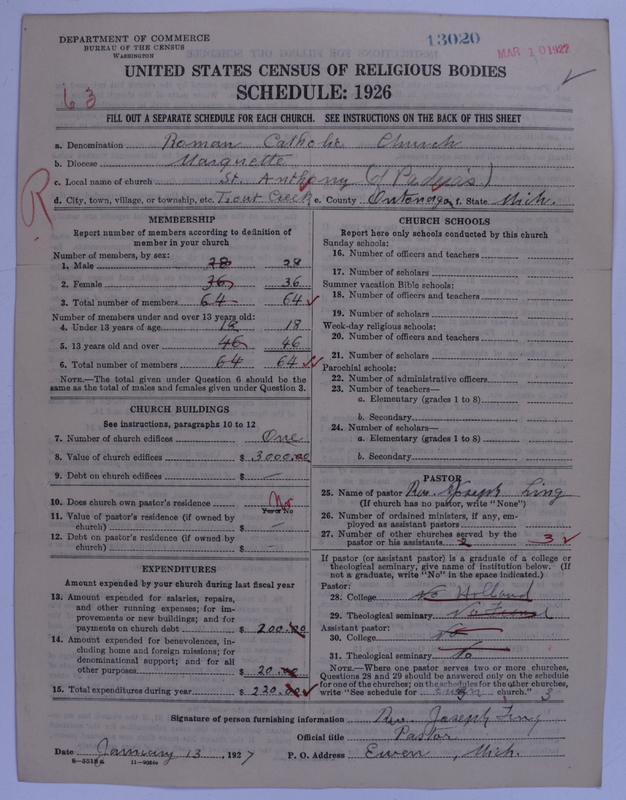 DEPARTMENT OF COMMERCE
BUREAU OF THE CENSUS
WASHINGTON
13020
MAR 10 1927
UNITED STATES CENSUS OF RELIGIOUS BODIES
SCHEDULE: 1926
63
FILL OUT A SEPARATE SCHEDULE FOR EACH CHURCH. SEE INSTRUCTIONS ON THE BACK OF THIS SHEET
a. Denomination Roman Catholic Church
b. Diocese Marquette
c. Local name of church St. Anthony (of Padua's)
R
d. City, town, village, or township, etc. Trout Creek e. County Ontonagon f. State Mich.
MEMBERSHIP
Report number of members according to definition of
member in your church
Number of members, by sex:
1. Male 28 28
2. Female 36 36
3. Total number of members 64 64
Number of members under and over 13 years old:
4. Under 13 years of age 18 18
5. 13 years old and over 46 46
6. Total number of members 64 64
NOTE.—The total given under Question 6 should be the
same as the total of males and females given under Question 3.
CHURCH BUILDINGS
See instructions, paragraphs 10 to 12
7. Number of church edifices One
8. Value of church edifices $ 3000.00
9. Debt on church edifices $ —
10. Does church own pastor's residence No
Yes or No
11. Value of pastor's residence (if owned by
church) $ —
12. Debt on pastor's residence (if owned by
church) $ —
EXPENDITURES
Amount expended by your church during last fiscal year
13. Amount expended for salaries, repairs,
and other running expenses; for im-
provements or new buildings; and for
payments on church debt $ 200.00
14. Amount expended for benevolences, in-
cluding home and foreign missions; for
denominational support; and for all
other purposes $ 20.00
15. Total expenditures during year $ 220.00
CHURCH SCHOOLS
Report here only schools conducted by this church
Sunday schools:
16. Number of officers and teachers
17. Number of scholars
Summer vacation Bible schools:
18. Number of officers and teachers
19. Number of scholars
Week-day religious schools:
20. Number of officers and teachers
21. Number of scholars
Parochial schools:
22. Number of administrative officers
23. Number of teachers—
a. Elementary (grades 1 to 8)
b. Secondary
24. Number of scholars—
a. Elementary (grades 1 to 8)
b. Secondary
PASTOR
25. Name of pastor Rev. Joseph Ling
(If church has no pastor, write "None")
26. Number of ordained ministers, if any, em-
ployed as assistant pastors
27. Number of other churches served by the
pastor or his assistants 2 3
If pastor (or assistant pastor) is a graduate of a college or
theological seminary, give name of institution below. (If
not a graduate, write "No" in the space indicated.)
Pastor:
28. College Holland
29. Theological seminary
Assistant pastor:
30. College No
31. Theological seminary No
NOTE.—Where one pastor serves two or more churches,
Questions 28 and 29 should be answered only on the schedule
for one of the churches; on the schedules for the other churches,
write "See schedule for Ewen church." 3
Signature of person furnishing information Rev. Joseph Ling
Official title Pastor
Date January 13, 1927 P. O. Address Ewen, Mich.